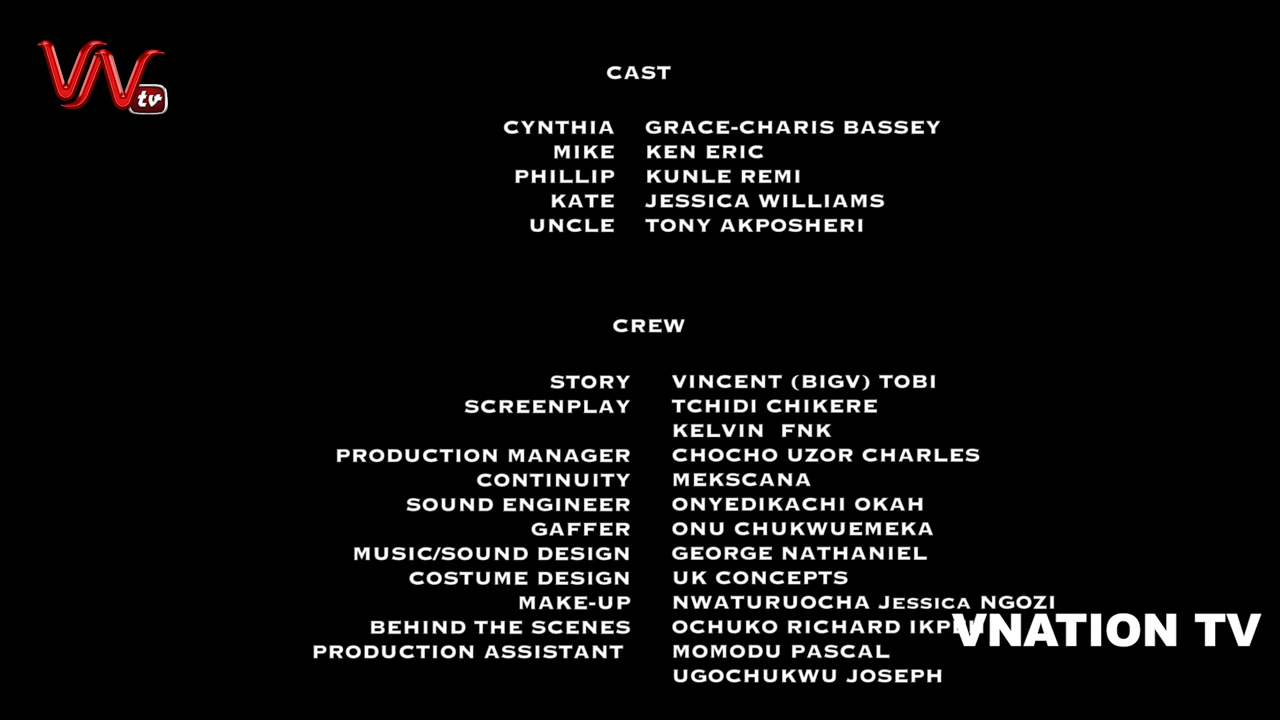 VN
tv
CAST
CYNTHIA GRACE-CHARIS BASSEY
MIKE KEN ERIC
PHILLIP KUNLE REMI
KATE JESSICA WILLIAMS
UNCLE TONY AKPOSHERI
CREW
STORY VINCENT (BIGV) TOBI
SCREENPLAY TCHIDI CHIKERE
KELVIN FNK
PRODUCTION MANAGER CHOCHO UZOR CHARLES
CONTINUITY MEKSCANA
SOUND ENGINEER ONYEDIKACHI OKAH
GAFFER ONU CHUKWUEMEKA
MUSIC/SOUND DESIGN GEORGE NATHANIEL
COSTUME DESIGN UK CONCEPTS
MAKE-UP NWATURUOCHA JESSICA NGOZI
BEHIND THE SCENES OCHUKO RICHARD
VNATION TV
PRODUCTION ASSISTANT MOMODU PASCAL
UGOCHUKWU JOSEPH